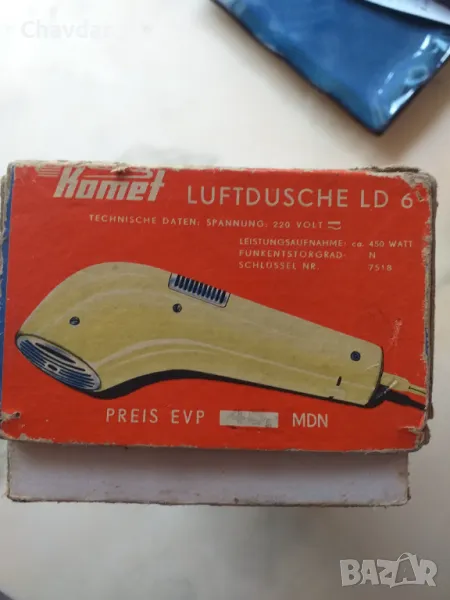 Chavdar
Komet LUFTDUSCHE LD 6
TECHNISCHE DATEN: SPANNUNG: 220 VOLT
LEISTUNGSAUFNAHME: ca. 450 WATT
FUNKENTSTÖRGRAD- N
SCHLÜSSEL NR. 7518
PREIS EVP MDN
BAZAR